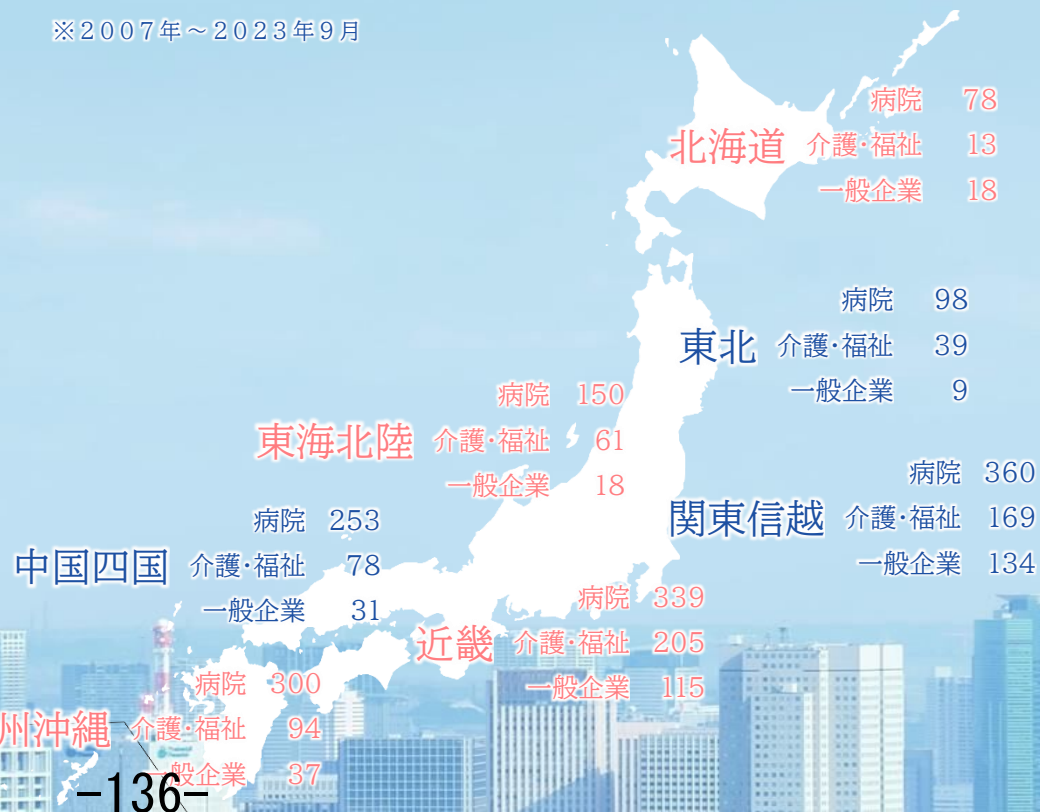 ※2007年~2023年9月
病院 78
北海道 介護・福祉 13
一般企業 18
病院 98
東北 介護・福祉 39
一般企業 9
病院 150
東海北陸 介護・福祉 61
一般企業 18
病院 360
関東信越 介護・福祉 169
一般企業 134
病院 253
中国四国 介護・福祉 78
一般企業 31
病院 339
近畿 介護・福祉 205
一般企業 115
病院 300
州沖縄 介護・福祉 94
一般企業 37
-136-